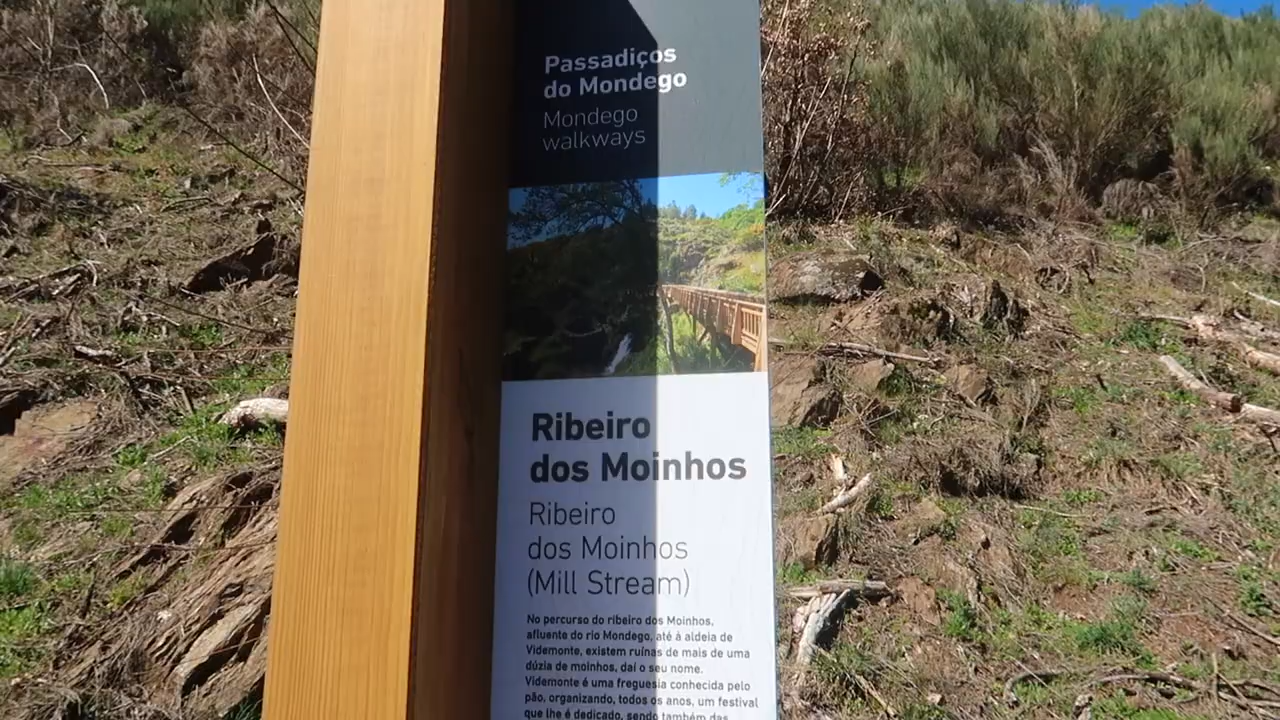 Passadiços
do Mondego
Mondego
walkways
Ribeiro
dos Moinhos
Ribeiro
dos Moinhos
(Mill Stream)
No percurso do ribeiro dos Moinhos,
afluente do rio Mondego, até à aldeia de
Videmonte, existem ruínas de mais de uma
dúzia de moinhos, daí o seu nome.
Videmonte é uma freguesia conhecida pelo
pão, organizando, todos os anos, um festival
que lhe é dedicado, sendo também das